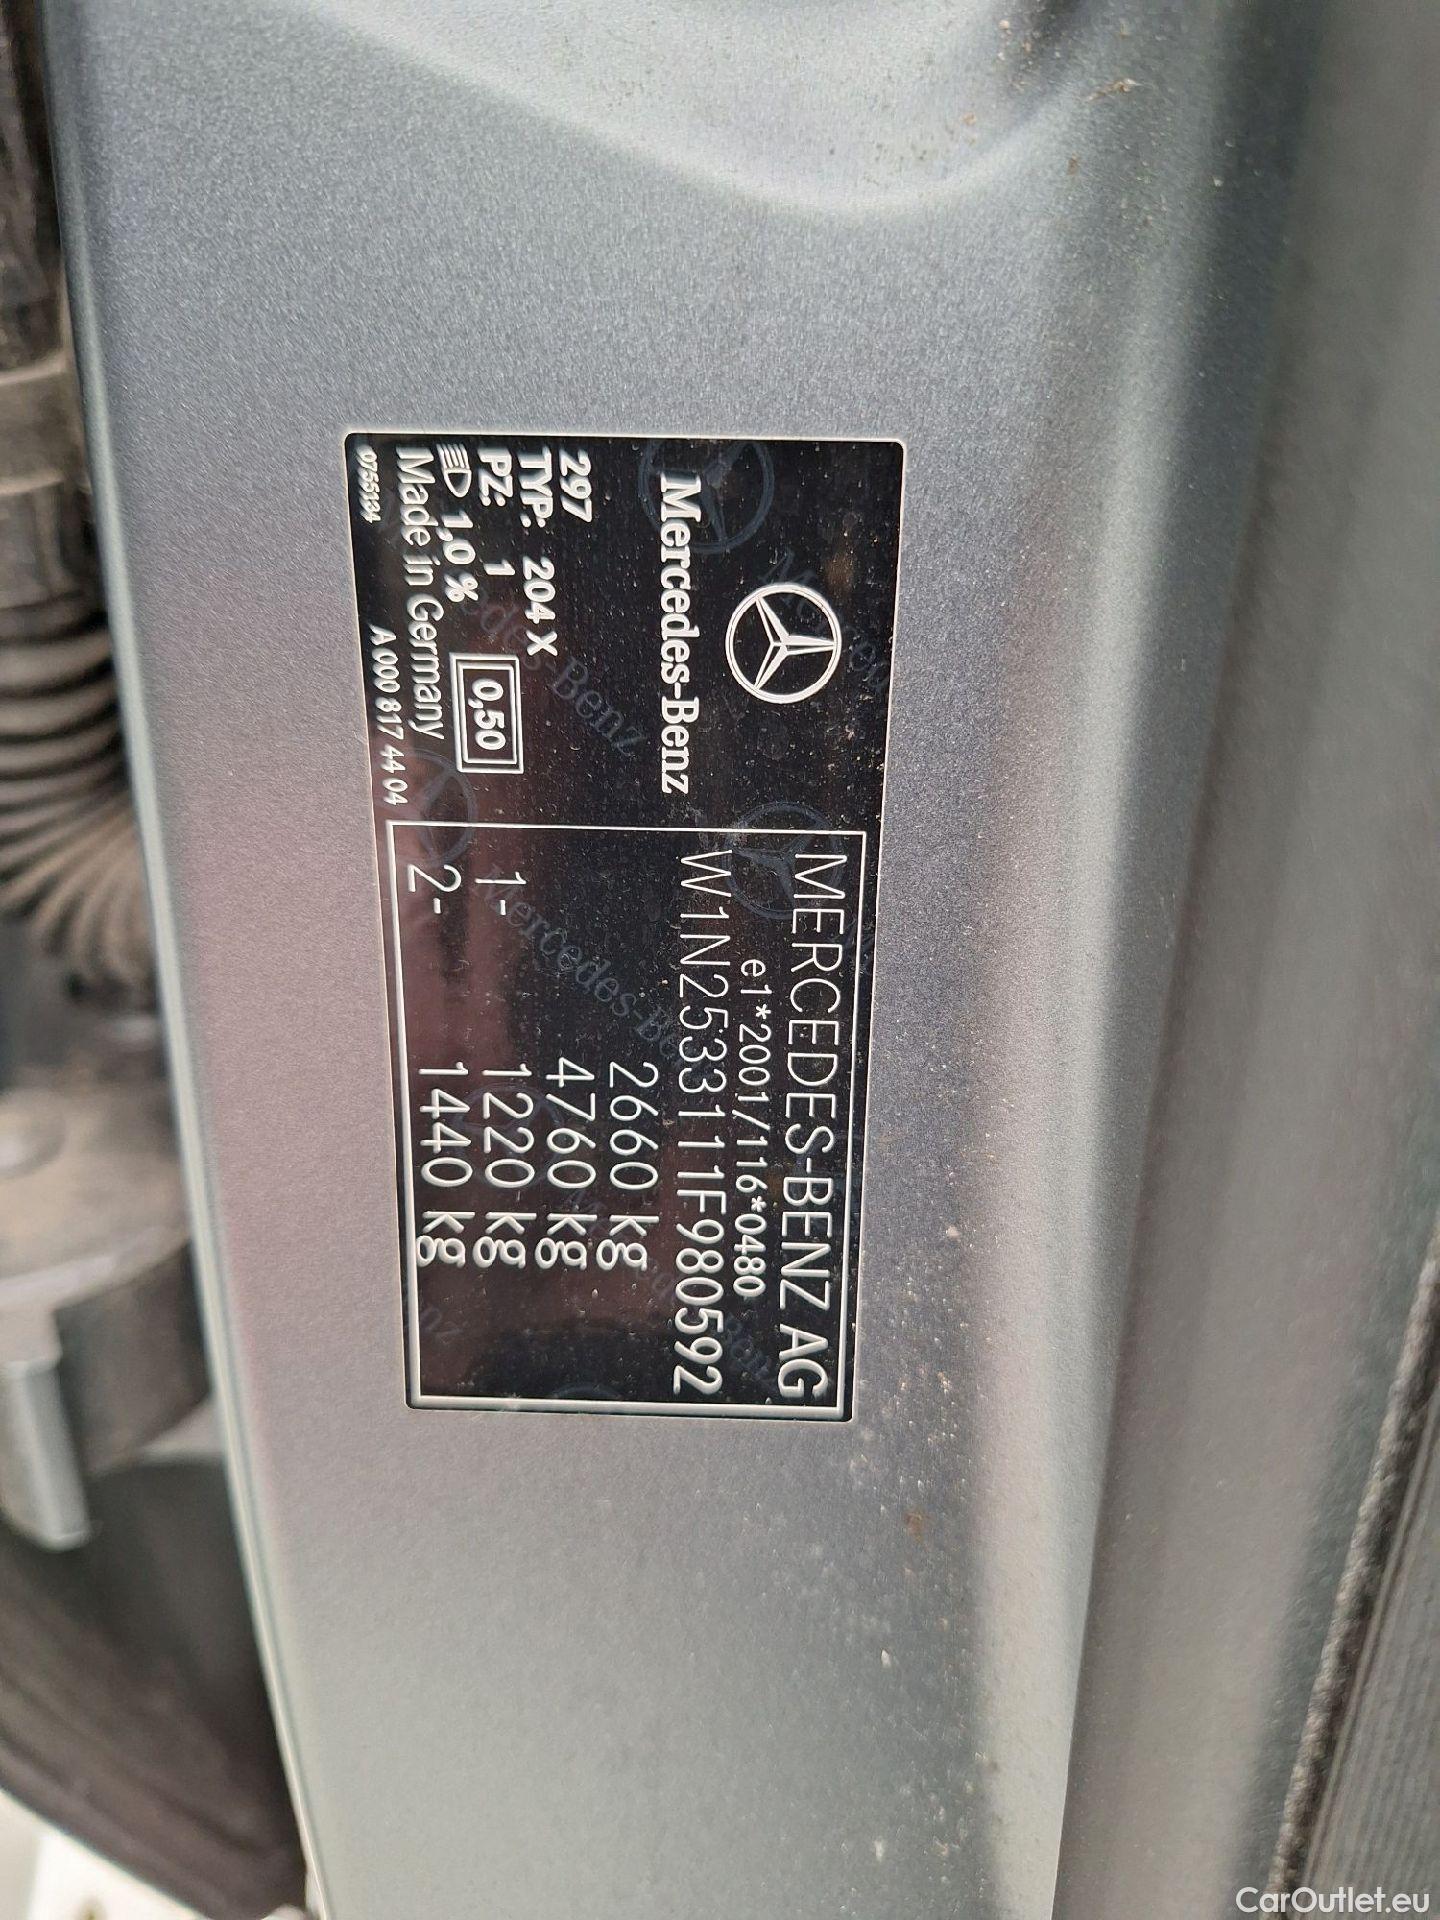 Mercedes-Benz
297
TYP: 204 X
PZ: 1
1,0 %
0,50
Made in Germany
9755194 A 000 817 44 04
MERCEDES-BENZ AG
e1*2001/116*0480
W1N2533111F980592
2660 kg
4760 kg
1- 1220 kg
2- 1440 kg
CarOutlet.eu